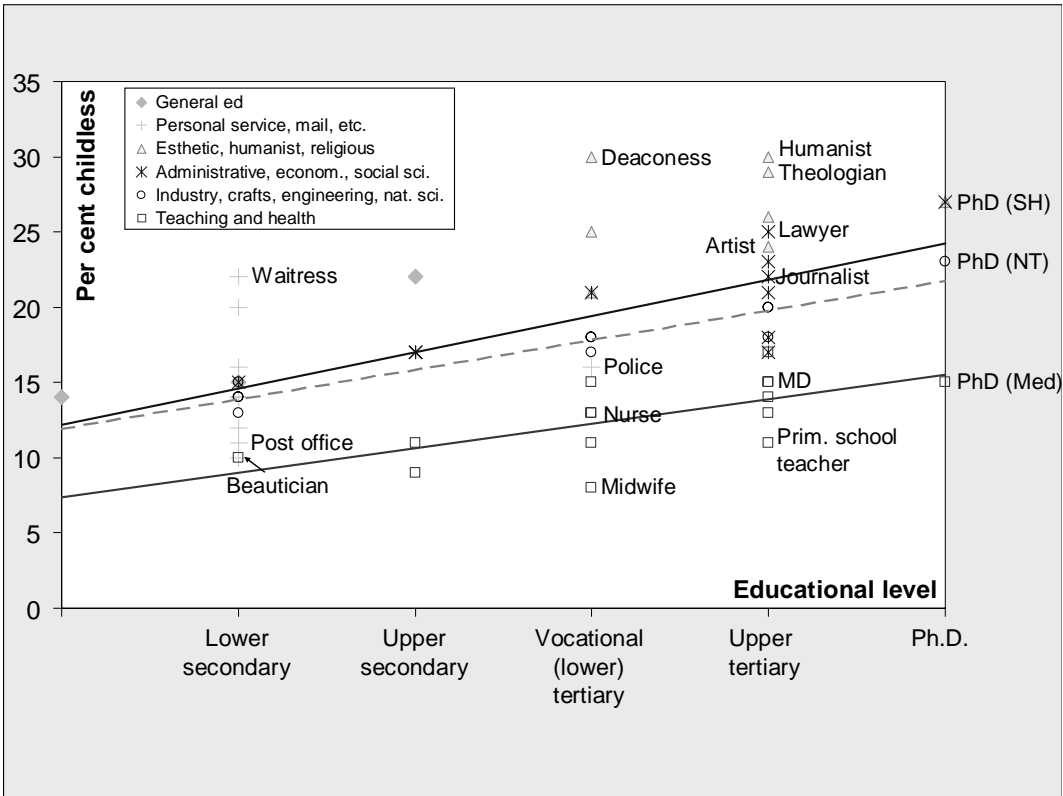 Per cent childless
35
30
25
20
15
10
5
0
General ed
Personal service, mail, etc.
Esthetic, humanist, religious
Administrative, econom., social sci.
Industry, crafts, engineering, nat. sci.
Teaching and health
Deaconess
Humanist
Theologian
PhD (SH)
Lawyer
Artist
PhD (NT)
Waitress
Journalist
Police
MD
PhD (Med)
Nurse
Post office
Prim. school
teacher
Beautician
Midwife
Educational level
Lower
secondary
Upper
secondary
Vocational
(lower)
tertiary
Upper
tertiary
Ph.D.